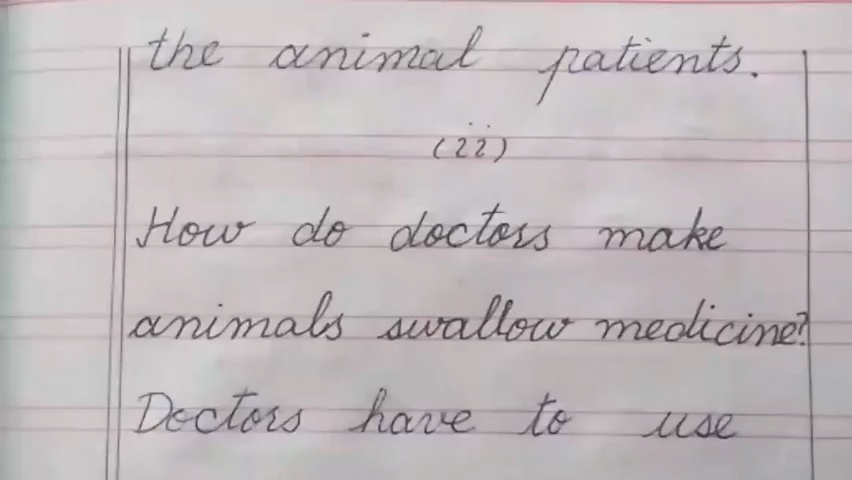 the animal patients.
(ii)
How do doctors make
animals swallow medicine?
Doctors have to use